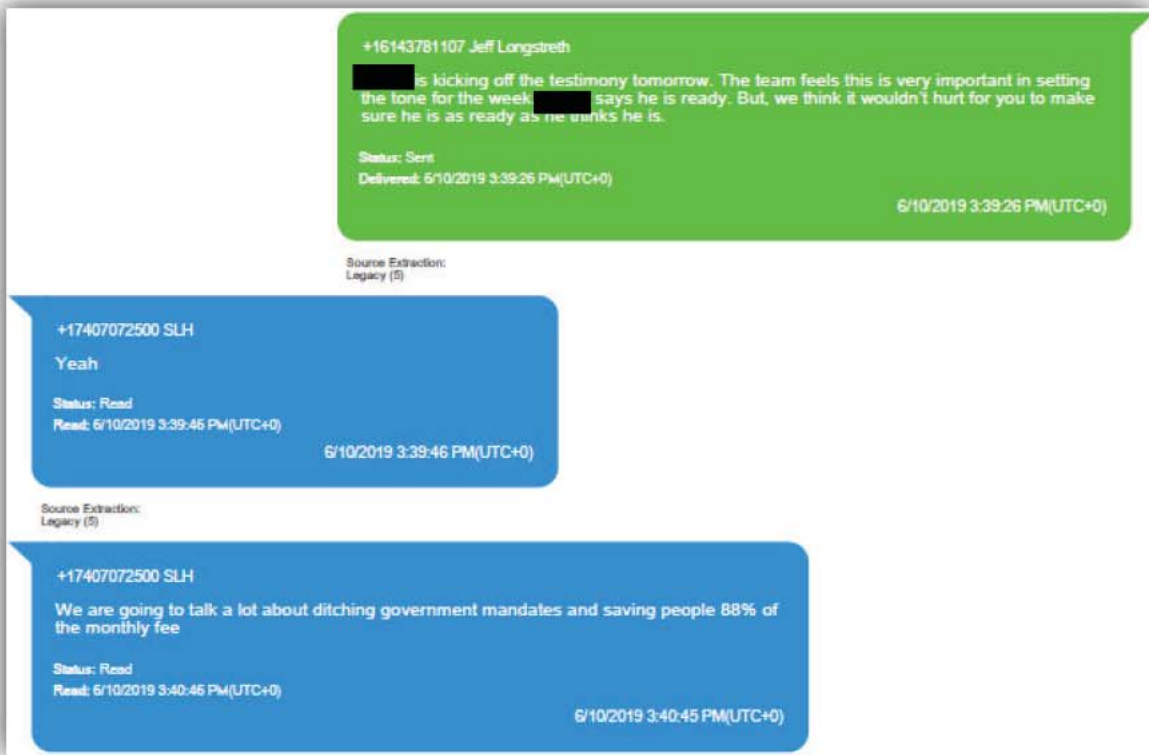 +16143781107 Jeff Longstreth
is kicking off the testimony tomorrow. The team feels this is very important in setting
the tone for the week. says he is ready. But, we think it wouldn't hurt for you to make
sure he is as ready as he thinks he is.
Status: Sent
Delivered: 6/10/2019 3:39:26 PM(UTC+0)
6/10/2019 3:39:26 PM(UTC+0)
Source Extraction:
Legacy (5)
+17407072500 SLH
Yeah
Status: Read
Read: 6/10/2019 3:39:46 PM(UTC+0)
6/10/2019 3:39:46 PM(UTC+0)
Source Extraction:
Legacy (5)
+17407072500 SLH
We are going to talk a lot about ditching government mandates and saving people 88% of
the monthly fee
Status: Read
Read: 6/10/2019 3:40:46 PM(UTC+0)
6/10/2019 3:40:45 PM(UTC+0)